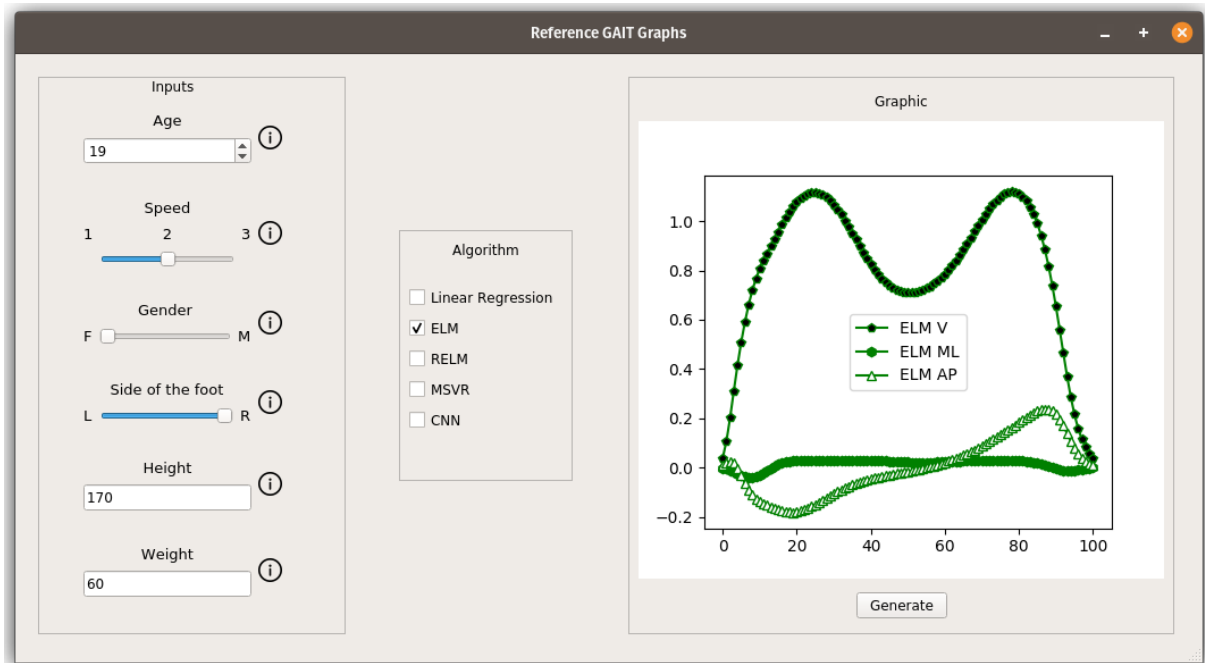 Reference GAIT Graphs
Inputs
Age
19
Speed
1 2 3
Gender
F M
Side of the foot
L R
Height
170
Weight
60
Algorithm
Linear Regression
ELM
RELM
MSVR
CNN
Graphic
1.0
0.8
0.6
0.4
0.2
0.0
−0.2
0 20 40 60 80 100
ELM V
ELM ML
ELM AP
Generate